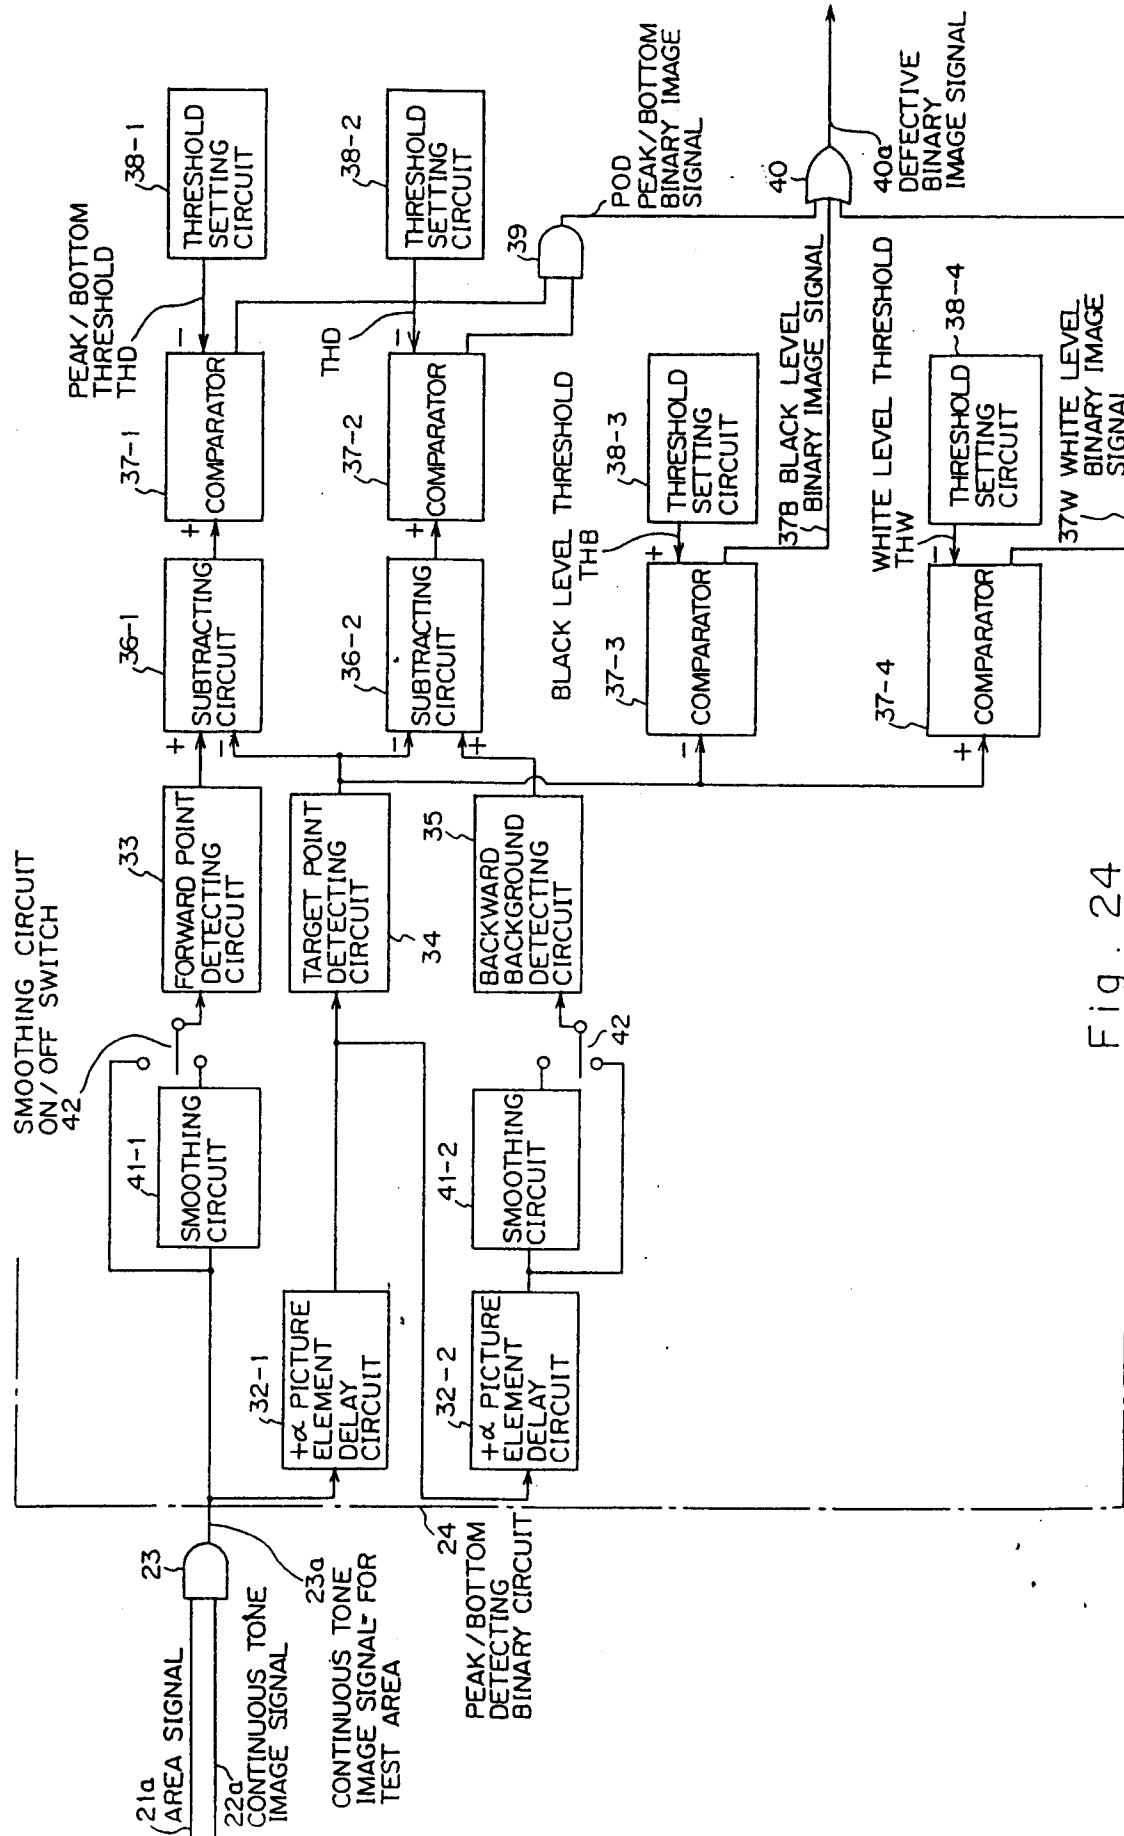 21a
AREA SIGNAL
22a
CONTINUOUS TONE
IMAGE SIGNAL
23
23a
CONTINUOUS TONE
IMAGE SIGNAL FOR
TEST AREA
24
PEAK/BOTTOM
DETECTING
BINARY CIRCUIT
SMOOTHING CIRCUIT
ON/OFF SWITCH
42
41-1
SMOOTHING
CIRCUIT
32-1
+α PICTURE
ELEMENT
DELAY
CIRCUIT
32-2
+α PICTURE
ELEMENT
DELAY
CIRCUIT
41-2
SMOOTHING
CIRCUIT
42
33
FORWARD POINT
DETECTING
CIRCUIT
TARGET POINT
DETECTING
CIRCUIT
34
35
BACKWARD
BACKGROUND
DETECTING
CIRCUIT
36-1
+
-
SUBTRACTING
CIRCUIT
36-2
-
+
SUBTRACTING
CIRCUIT
37-1
+
COMPARATOR
-
PEAK/BOTTOM
THRESHOLD
THD
38-1
THRESHOLD
SETTING
CIRCUIT
37-2
+
COMPARATOR
-
THD
38-2
THRESHOLD
SETTING
CIRCUIT
39
POD
PEAK/BOTTOM
BINARY IMAGE
SIGNAL
BLACK LEVEL THRESHOLD
THB
37-3
-
COMPARATOR
+
38-3
THRESHOLD
SETTING
CIRCUIT
37B BLACK LEVEL
BINARY IMAGE SIGNAL
WHITE LEVEL THRESHOLD
THW
37-4
+
COMPARATOR
-
38-4
THRESHOLD
SETTING
CIRCUIT
37W WHITE LEVEL
BINARY IMAGE
SIGNAL
40
40a
DEFECTIVE
BINARY
IMAGE SIGNAL
Fig. 24